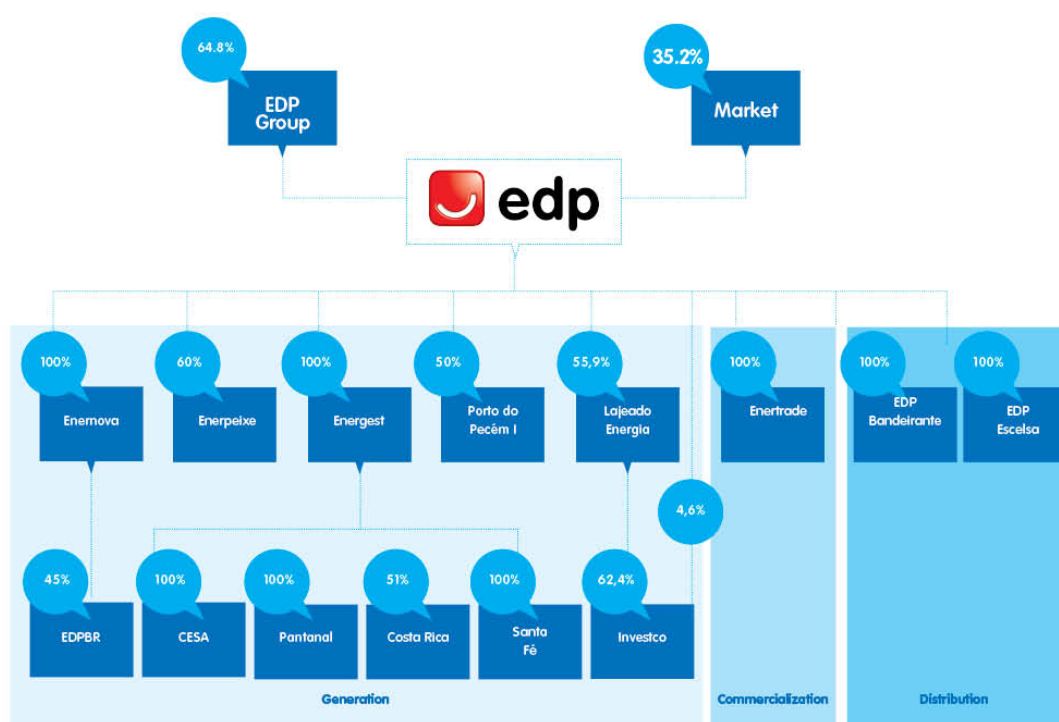 64.8%
EDP
Group
35.2%
Market
edp
100%
Enernova
60%
Enerpeixe
100%
Energest
50%
Porto do
Pecém I
55,9%
Lajeado
Energia
100%
Enertrade
100%
EDP
Bandeirante
100%
EDP
Escelsa
4,6%
45%
EDPBR
100%
CESA
100%
Pantanal
51%
Costa Rica
100%
Santa
Fé
62,4%
Investco
Generation
Commercialization
Distribution